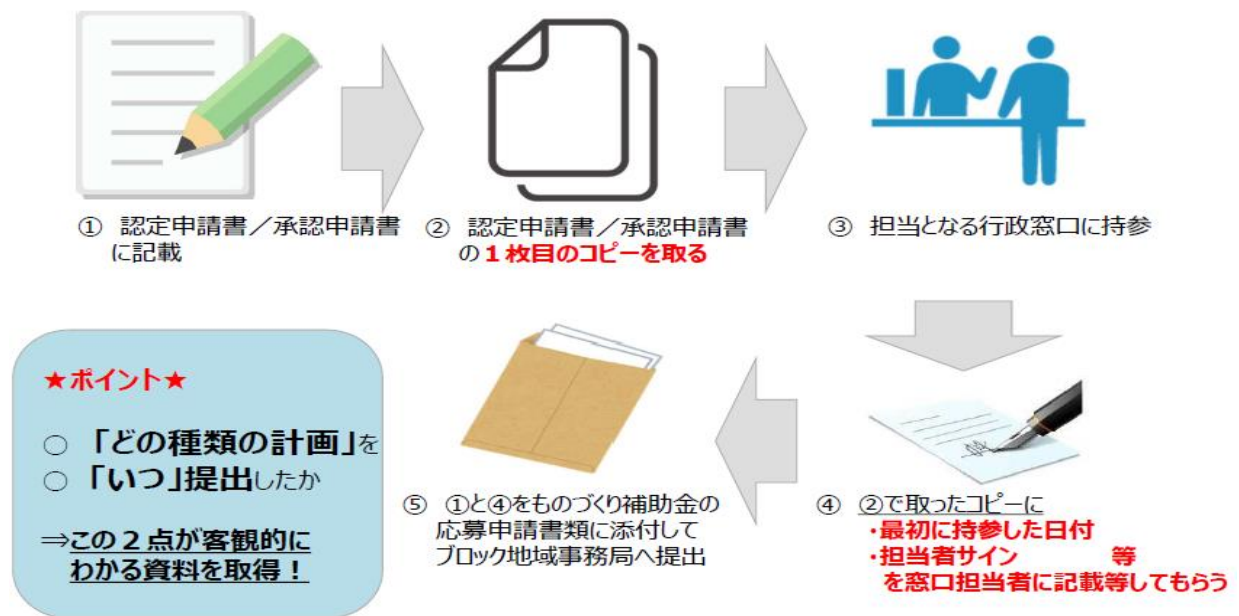 ① 認定申請書／承認申請書
に記載
② 認定申請書／承認申請書
の１枚目のコピーを取る
③ 担当となる行政窓口に持参
④ ②で取ったコピーに
・最初に持参した日付
・担当者サイン 等
を窓口担当者に記載等してもらう
⑤ ①と④をものづくり補助金の
応募申請書類に添付して
ブロック地域事務局へ提出
★ポイント★
○ 「どの種類の計画」を
○ 「いつ」提出したか
⇒この２点が客観的に
わかる資料を取得！